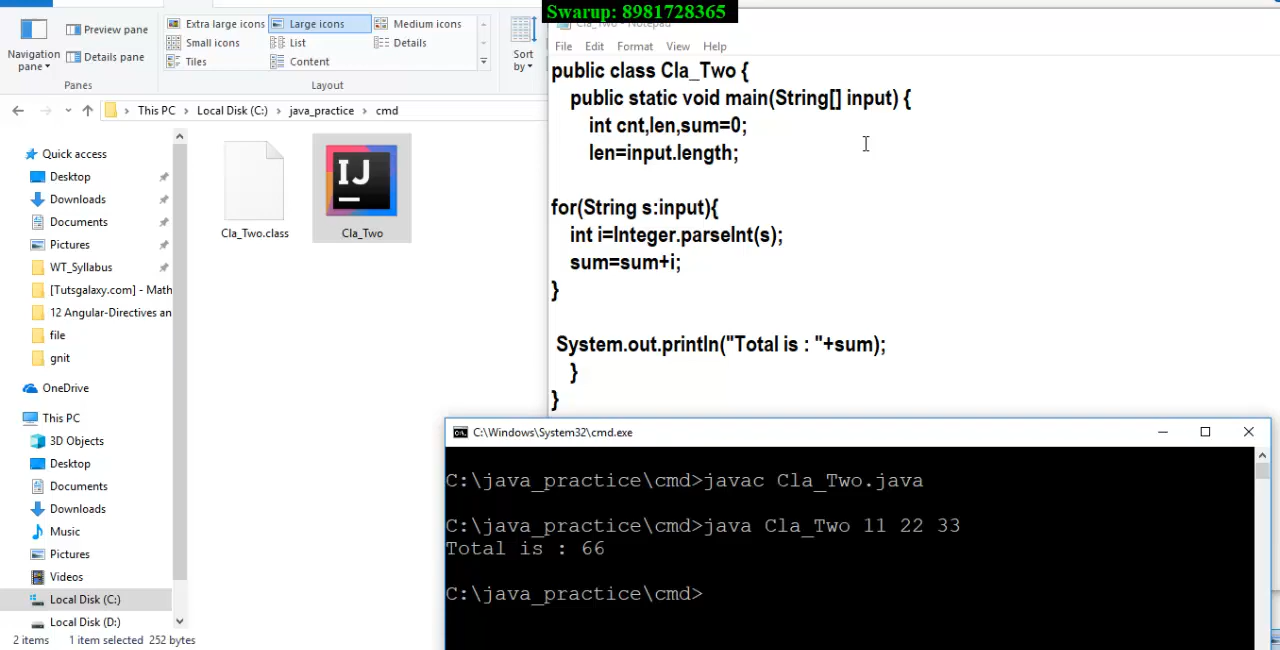 Swarup: 8981728365
Navigation pane
Preview pane
Details pane
Panes
Extra large icons
Large icons
Medium icons
Small icons
List
Details
Tiles
Content
Layout
Sort by
This PC > Local Disk (C:) > java_practice > cmd
Quick access
Desktop
Downloads
Documents
Pictures
WT_Syllabus
[Tutsgalaxy.com] - Math
12 Angular-Directives an
file
gnit
OneDrive
This PC
3D Objects
Desktop
Documents
Downloads
Music
Pictures
Videos
Local Disk (C:)
Local Disk (D:)
2 items 1 item selected 252 bytes
Cla_Two.class
IJ
Cla_Two
Cla_Two - Notepad
File Edit Format View Help
public class Cla_Two {
public static void main(String[] input) {
int cnt,len,sum=0;
len=input.length;
for(String s:input){
int i=Integer.parseInt(s);
sum=sum+i;
}
System.out.println("Total is : "+sum);
}
}
C:\Windows\System32\cmd.exe
C:\java_practice\cmd>javac Cla_Two.java
C:\java_practice\cmd>java Cla_Two 11 22 33
Total is : 66
C:\java_practice\cmd>